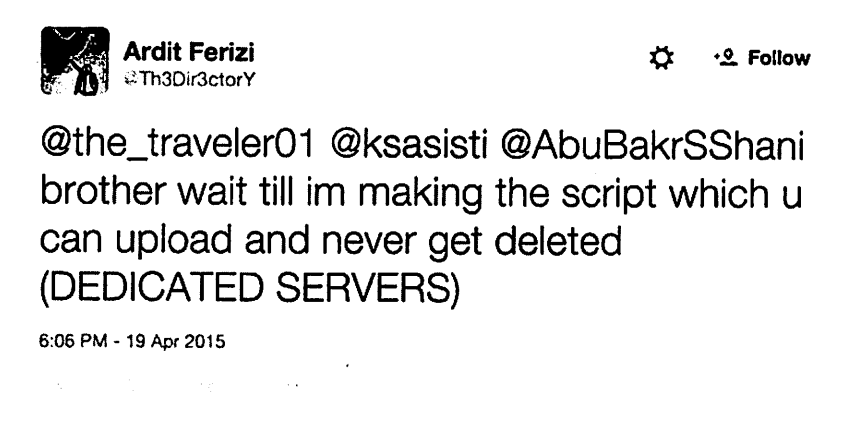 Ardit Ferizi
@Th3Dir3ctorY
Follow
@the_traveler01 @ksasisti @AbuBakrSShani
brother wait till im making the script which u
can upload and never get deleted
(DEDICATED SERVERS)
6:06 PM - 19 Apr 2015